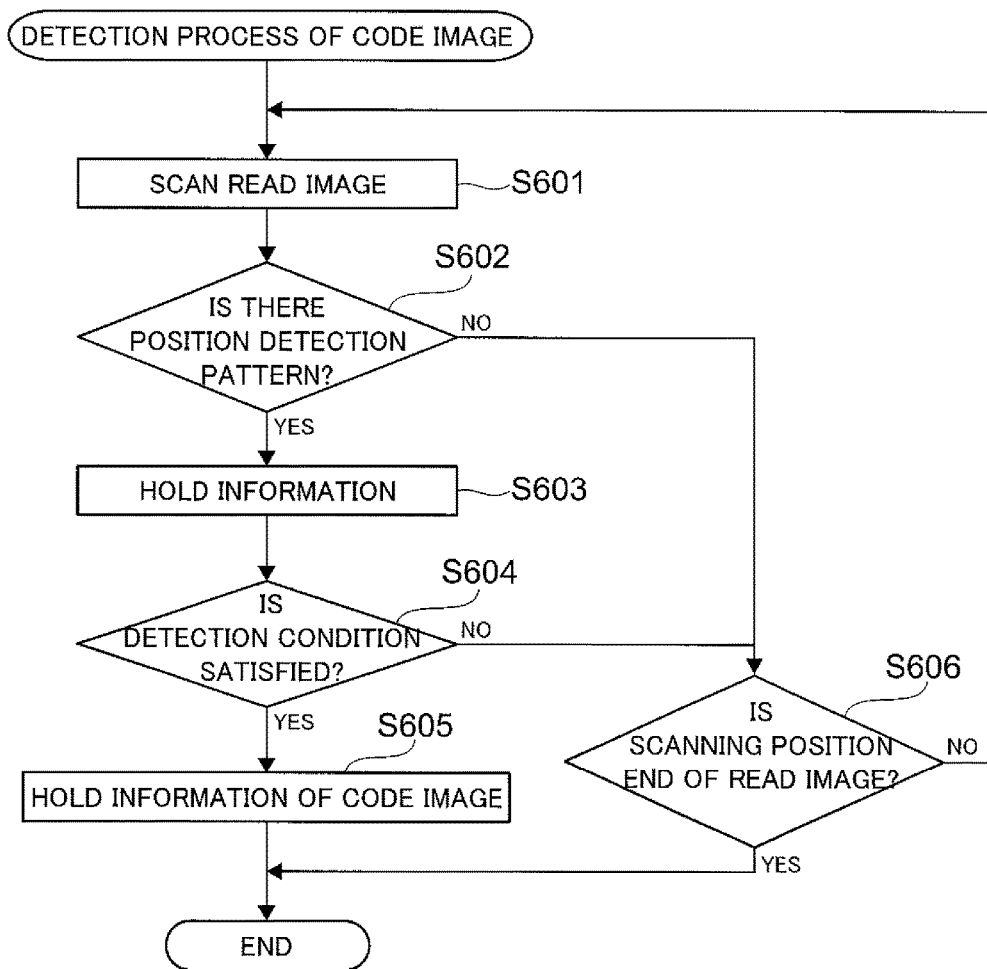 DETECTION PROCESS OF CODE IMAGE
SCAN READ IMAGE
S601
S602
IS THERE
POSITION DETECTION
PATTERN?
NO
YES
HOLD INFORMATION
S603
S604
IS
DETECTION CONDITION
SATISFIED?
NO
YES
S605
HOLD INFORMATION OF CODE IMAGE
S606
IS
SCANNING POSITION
END OF READ IMAGE?
NO
YES
END